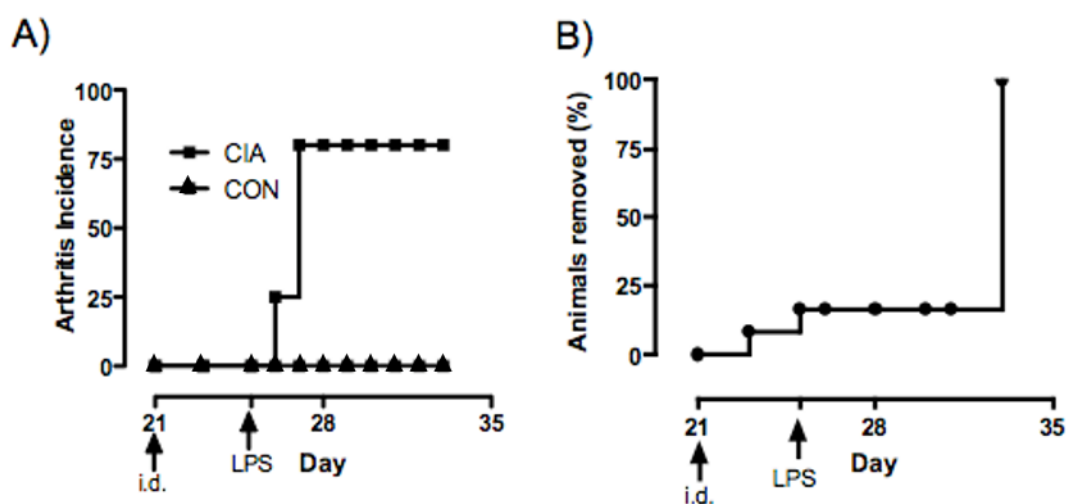 A)
Arthritis Incidence
100
75
50
25
0
CIA
CON
21
28
35
i.d.
LPS
Day
B)
Animals removed (%)
100
75
50
25
0
21
28
35
i.d.
LPS
Day